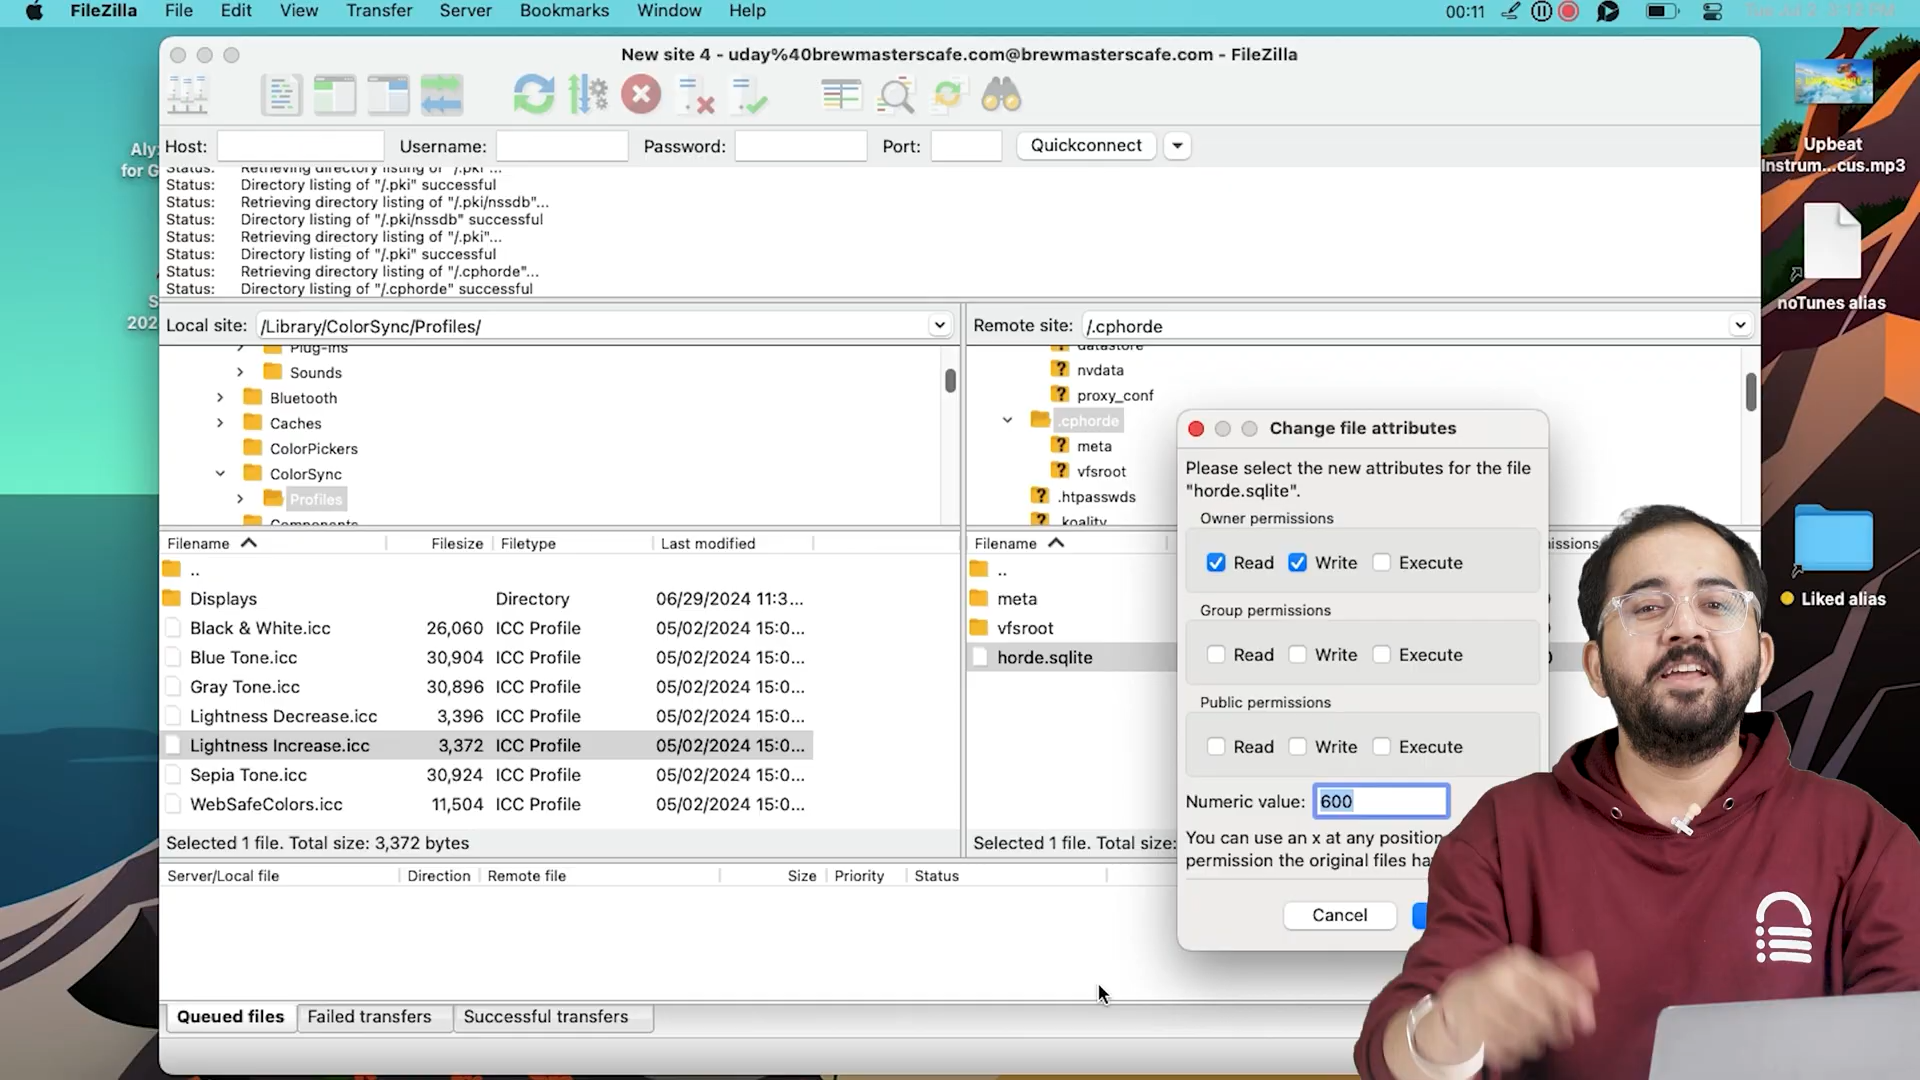 FileZilla File Edit View Transfer Server Bookmarks Window Help 00:11
New site 4 - uday%40brewmasterscafe.com@brewmasterscafe.com - FileZilla
Host: Username: Password: Port: Quickconnect
Status: Retrieving directory listing of "/.pki"...
Status: Directory listing of "/.pki" successful
Status: Retrieving directory listing of "/.pki/nssdb"...
Status: Directory listing of "/.pki/nssdb" successful
Status: Retrieving directory listing of "/.pki"...
Status: Directory listing of "/.pki" successful
Status: Retrieving directory listing of "/.cphorde"...
Status: Directory listing of "/.cphorde" successful
Local site: /Library/ColorSync/Profiles/
Plug-Ins
Sounds
Bluetooth
Caches
ColorPickers
ColorSync
Profiles
Components
Remote site: /.cphorde
datastore
nvdata
proxy_conf
.cphorde
meta
vfsroot
.htpasswds
.koality
Filename Filesize Filetype Last modified
..
Displays Directory 06/29/2024 11:3...
Black & White.icc 26,060 ICC Profile 05/02/2024 15:0...
Blue Tone.icc 30,904 ICC Profile 05/02/2024 15:0...
Gray Tone.icc 30,896 ICC Profile 05/02/2024 15:0...
Lightness Decrease.icc 3,396 ICC Profile 05/02/2024 15:0...
Lightness Increase.icc 3,372 ICC Profile 05/02/2024 15:0...
Sepia Tone.icc 30,924 ICC Profile 05/02/2024 15:0...
WebSafeColors.icc 11,504 ICC Profile 05/02/2024 15:0...
Selected 1 file. Total size: 3,372 bytes
Filename
..
meta
vfsroot
horde.sqlite
Selected 1 file. Total size:
Change file attributes
Please select the new attributes for the file
"horde.sqlite".
Owner permissions
Read Write Execute
Group permissions
Read Write Execute
Public permissions
Read Write Execute
Numeric value: 600
You can use an x at any position
permission the original files ha
Cancel
Server/Local file Direction Remote file Size Priority Status
Queued files Failed transfers Successful transfers
Aly
for G
S
202
Upbeat
Instrum...cus.mp3
noTunes alias
Liked alias